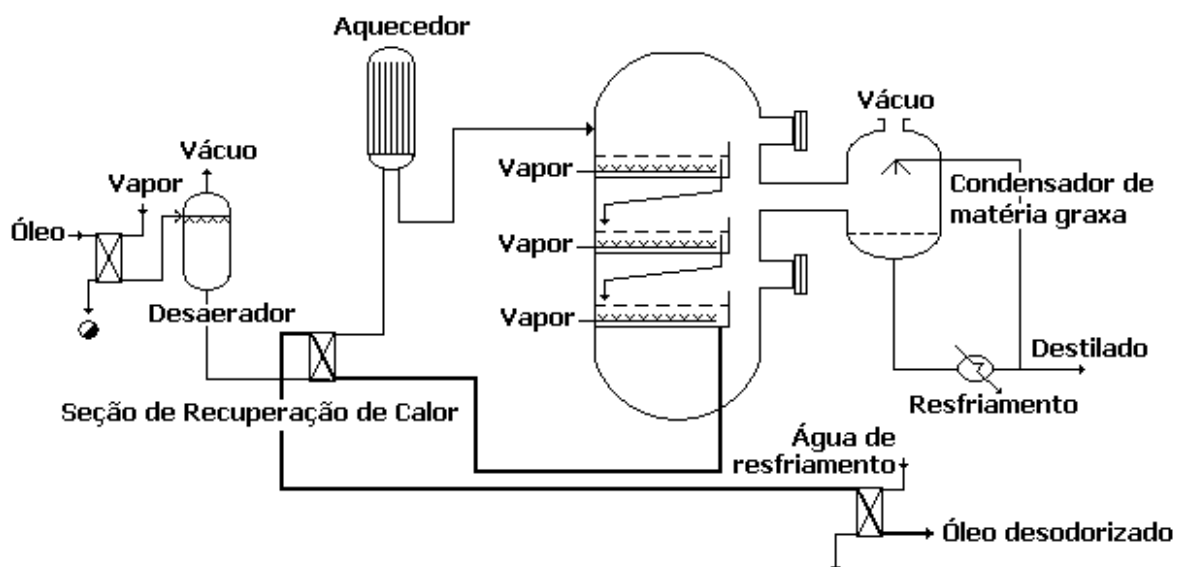 Aquecedor
Vácuo
Vácuo
Vapor
Vapor
Condensador de
matéria graxa
Óleo
Vapor
Desaerador
Vapor
Destilado
Seção de Recuperação de Calor
Resfriamento
Água de
resfriamento
Óleo desodorizado